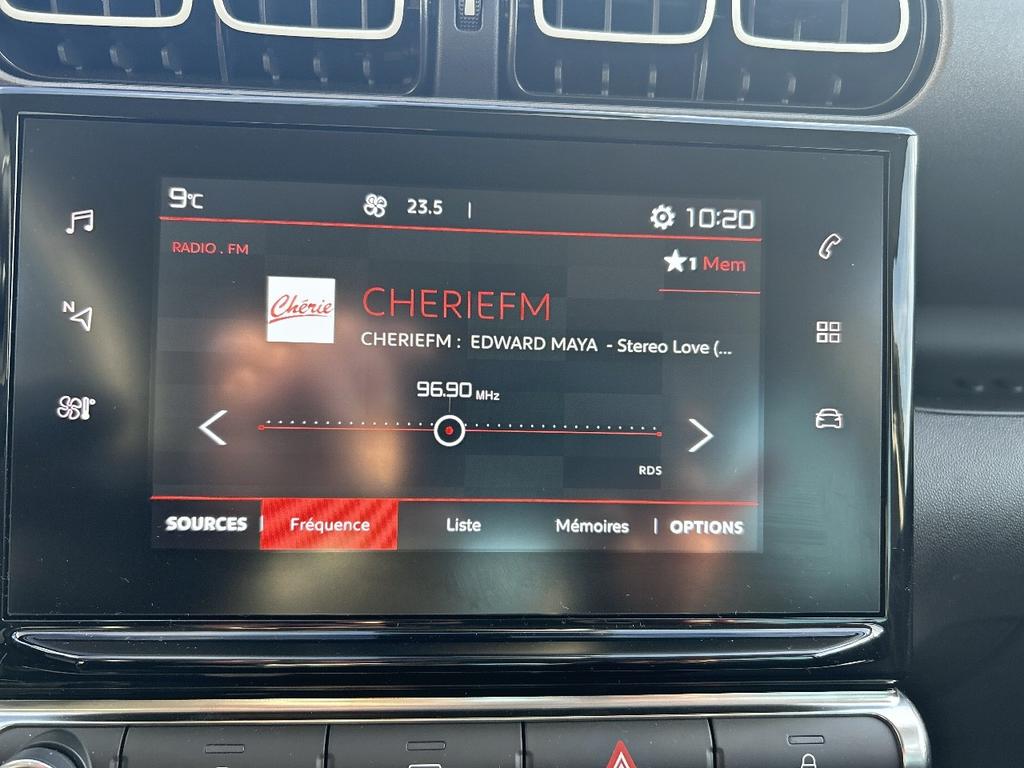 9°C 23.5 | 10:20
RADIO . FM
★1 Mem
Chérie
CHERIEFM
CHERIEFM : EDWARD MAYA - Stereo Love (...
96.90 MHz
N
RDS
SOURCES | Fréquence Liste Mémoires | OPTIONS